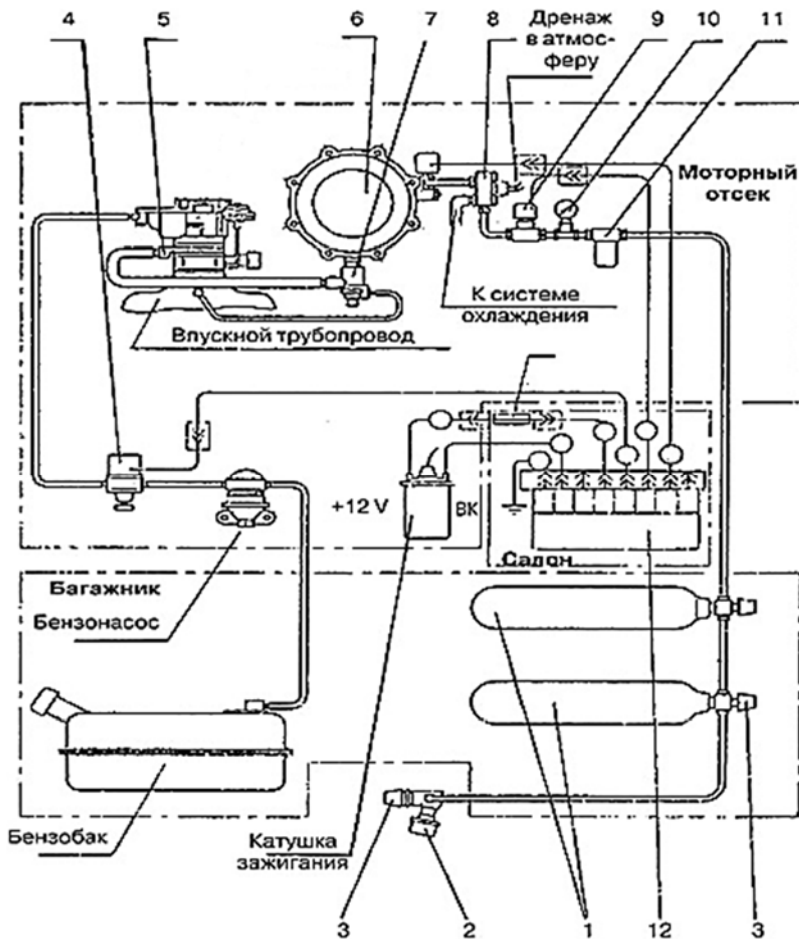 4 5 6 7 8 Дренаж 9 10 11
в атмос-
феру
Моторный
отсек
К системе
охлаждения
Впускной трубопровод
+12 V ВК
Салон
Багажник
Бензонасос
Бензобак
Катушка
зажигания
3 2 1 12 3